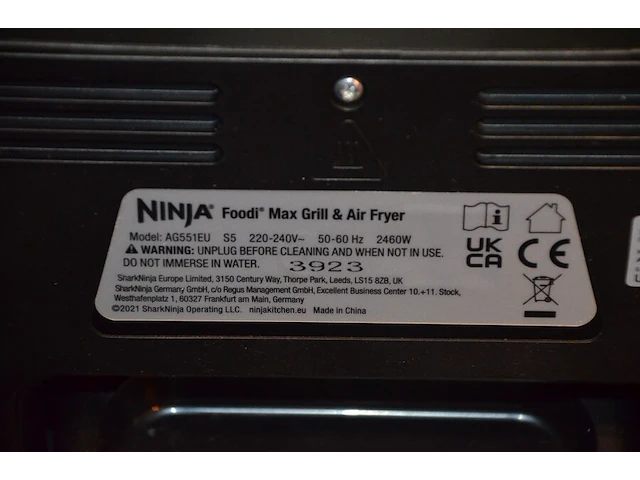 NINJA® Foodi® Max Grill & Air Fryer
Model: AG551EU S5 220-240V~ 50-60 Hz 2460W
WARNING: UNPLUG BEFORE CLEANING AND WHEN NOT IN USE.
DO NOT IMMERSE IN WATER. 3923
SharkNinja Europe Limited, 3150 Century Way, Thorpe Park, Leeds, LS15 8ZB, UK
SharkNinja Germany GmbH, c/o Regus Management GmbH, Excellent Business Center 10.+11. Stock,
Westhafenplatz 1, 60327 Frankfurt am Main, Germany
©2021 SharkNinja Operating LLC. ninjakitchen.eu Made in China
UK
CA
CE